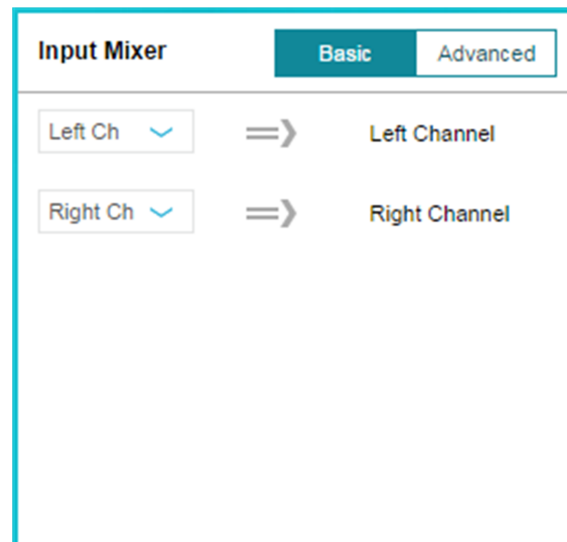 Input Mixer Basic Advanced
Left Ch Left Channel
Right Ch Right Channel